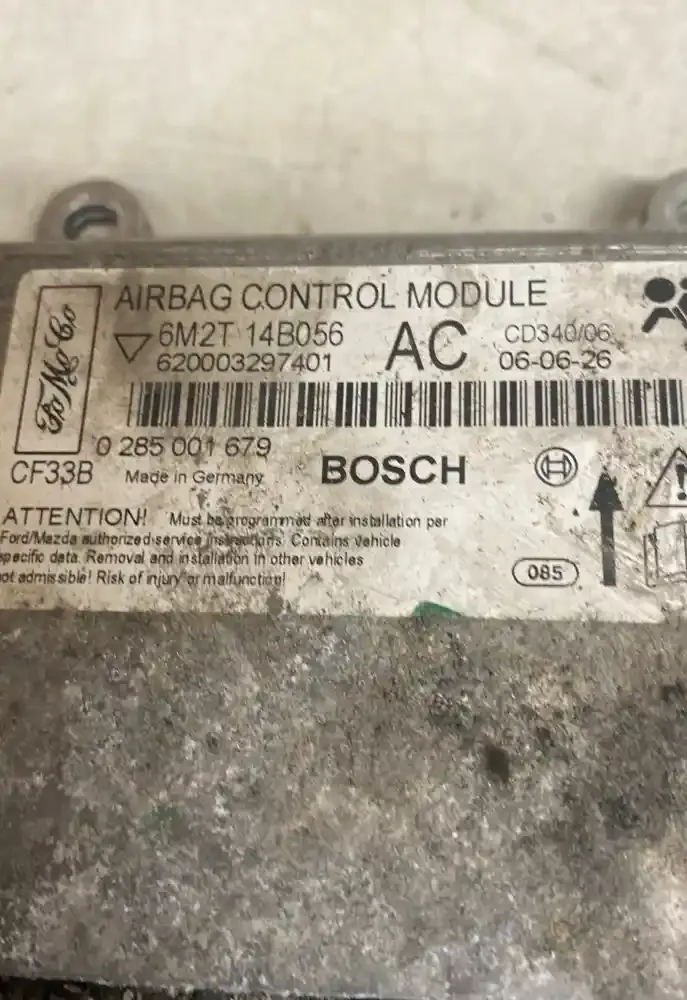 AIRBAG CONTROL MODULE
FoMoCo
6M2T 14B056 AC CD340/06
620003297401 06-06-26
0 285 001 679
CF33B Made in Germany BOSCH
ATTENTION! Must be programmed after installation per
Ford/Mazda authorized service instructions. Contains vehicle
specific data. Removal and installation in other vehicles
not admissible! Risk of injury or malfunction!
085